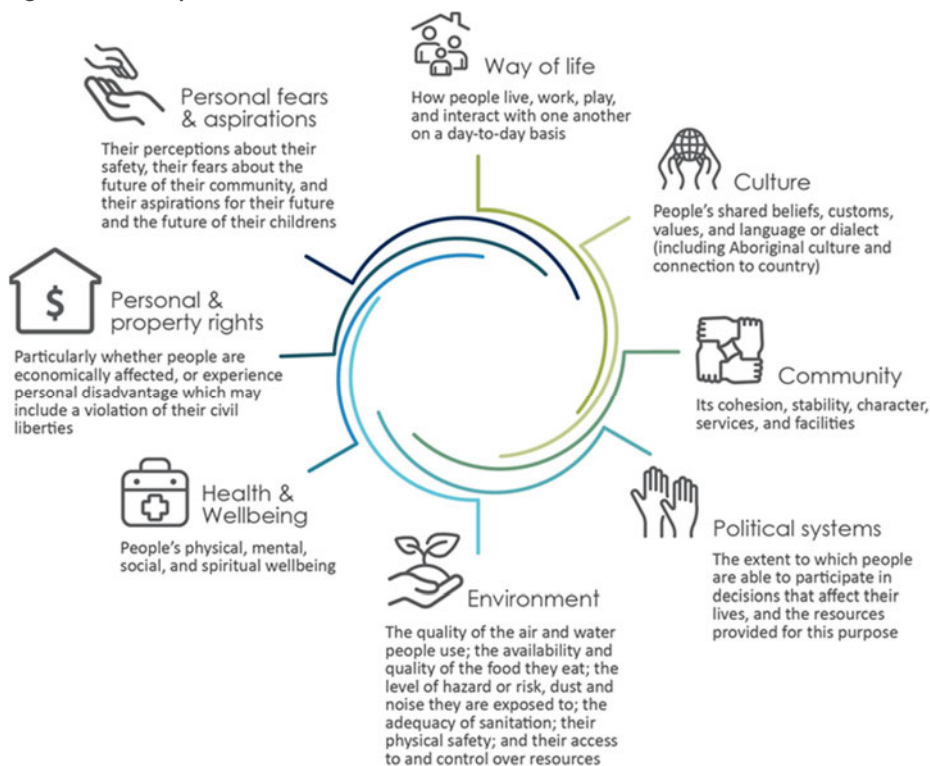 Way of life
How people live, work, play,
and interact with one another
on a day-to-day basis
Culture
People's shared beliefs, customs,
values, and language or dialect
(including Aboriginal culture and
connection to country)
Community
Its cohesion, stability, character,
services, and facilities
Political systems
The extent to which people
are able to participate in
decisions that affect their
lives, and the resources
provided for this purpose
Environment
The quality of the air and water
people use; the availability and
quality of the food they eat; the
level of hazard or risk, dust and
noise they are exposed to; the
adequacy of sanitation; their
physical safety; and their access
to and control over resources
Health &
Wellbeing
People's physical, mental,
social, and spiritual wellbeing
Personal &
property rights
$
Particularly whether people are
economically affected, or experience
personal disadvantage which may
include a violation of their civil
liberties
Personal fears
& aspirations
Their perceptions about their
safety, their fears about the
future of their community, and
their aspirations for their future
and the future of their childrens